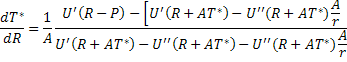 dT*/dR = 1/A U′(R − P) − [U′(R + AT*) − U′′(R + AT*) A/r / U′(R + AT*) − U′′(R + AT*) − U′′(R + AT*) A/r